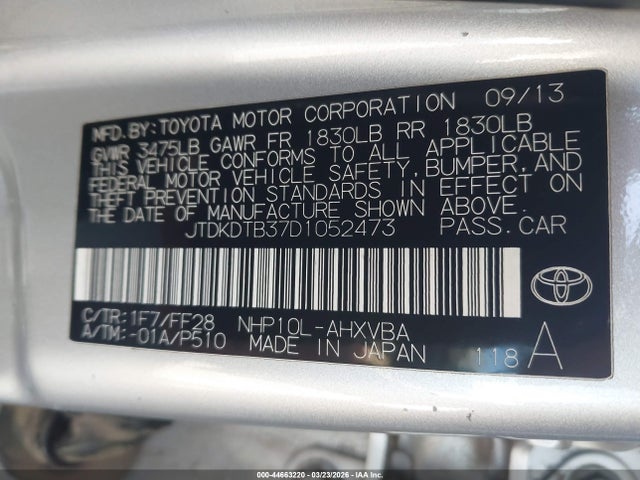 MFD.BY:TOYOTA MOTOR CORPORATION 09/13
GVWR 3475LB GAWR FR 1830LB RR 1830LB
THIS VEHICLE CONFORMS TO ALL APPLICABLE
FEDERAL MOTOR VEHICLE SAFETY,BUMPER,AND
THEFT PREVENTION STANDARDS IN EFFECT ON
THE DATE OF MANUFACTURE SHOWN ABOVE.
JTDKDTB37D1052473 PASS.CAR
C/TR:1F7/FF28 NHP10L-AHXVBA
A/TM:-01A/P510 MADE IN JAPAN 118 A
TOYOTA
000-44663220 - 03/23/2026 - IAA Inc.